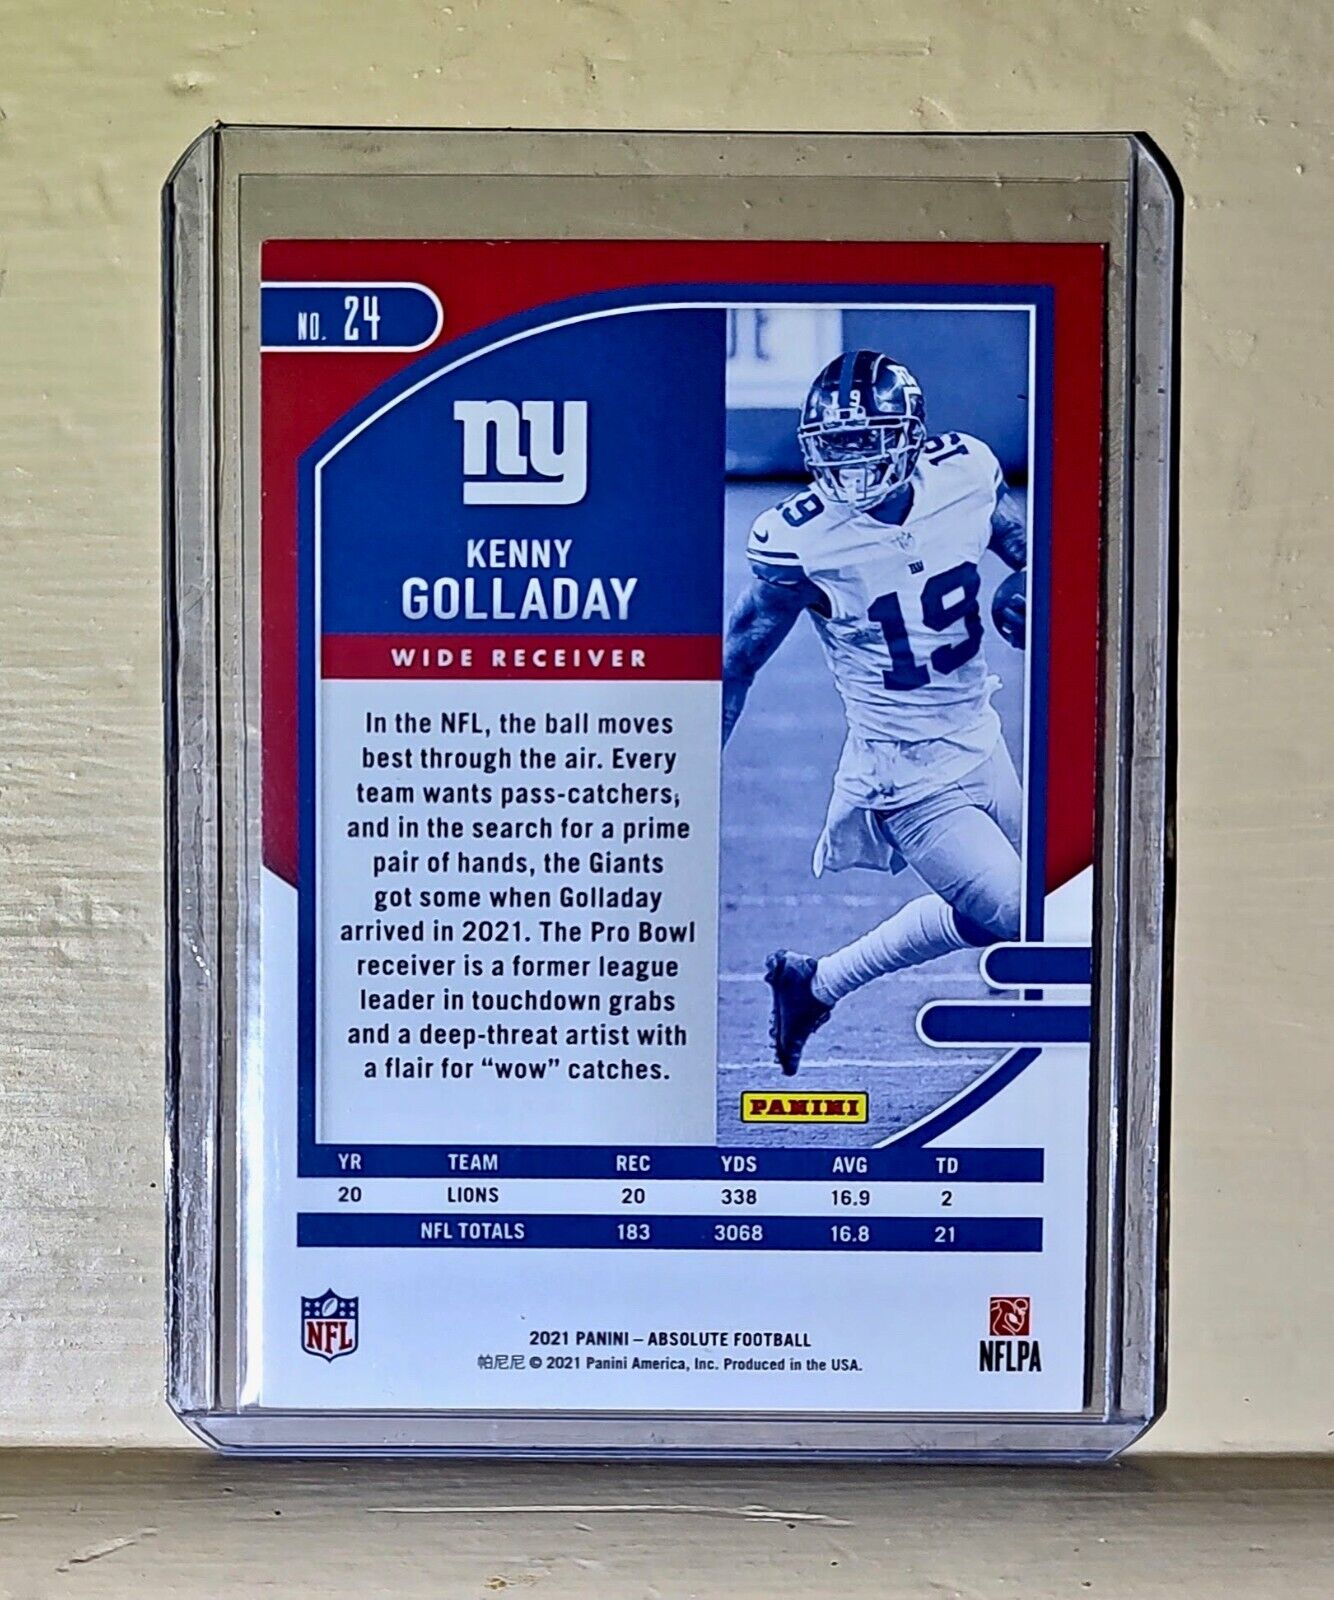 NO. 24
ny
KENNY
GOLLADAY
WIDE RECEIVER
In the NFL, the ball moves
best through the air. Every
team wants pass-catchers,
and in the search for a prime
pair of hands, the Giants
got some when Golladay
arrived in 2021. The Pro Bowl
receiver is a former league
leader in touchdown grabs
and a deep-threat artist with
a flair for “wow” catches.
19
19
19
19
PANINI
YR TEAM REC YDS AVG TD
20 LIONS 20 338 16.9 2
NFL TOTALS 183 3068 16.8 21
NFL
2021 PANINI – ABSOLUTE FOOTBALL
帕尼尼 © 2021 Panini America, Inc. Produced in the USA.
NFLPA